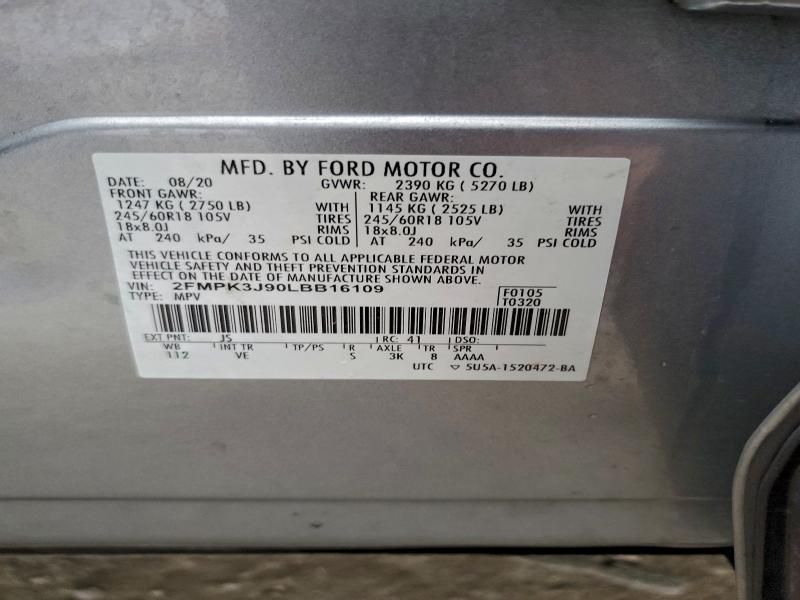 MFD. BY FORD MOTOR CO.
DATE: 08/20 GVWR: 2390 KG ( 5270 LB)
FRONT GAWR: REAR GAWR:
1247 KG ( 2750 LB) WITH 1145 KG ( 2525 LB) WITH
245/60R18 105V TIRES 245/60R18 105V TIRES
18x8.0J RIMS 18x8.0J RIMS
AT 240 kPa/ 35 PSI COLD AT 240 kPa/ 35 PSI COLD
THIS VEHICLE CONFORMS TO ALL APPLICABLE FEDERAL MOTOR
VEHICLE SAFETY AND THEFT PREVENTION STANDARDS IN
EFFECT ON THE DATE OF MANUFACTURE SHOWN ABOVE.
VIN: 2FMPK3J90LBB16109 F0105
TYPE: MPV T0320
EXT PNT: J5 RC: 41 DSO:
WB INT TR TP/PS R AXLE TR SPR
112 VE S 3K 8 AAAA
UTC ▽ 5U5A-1520472-BA